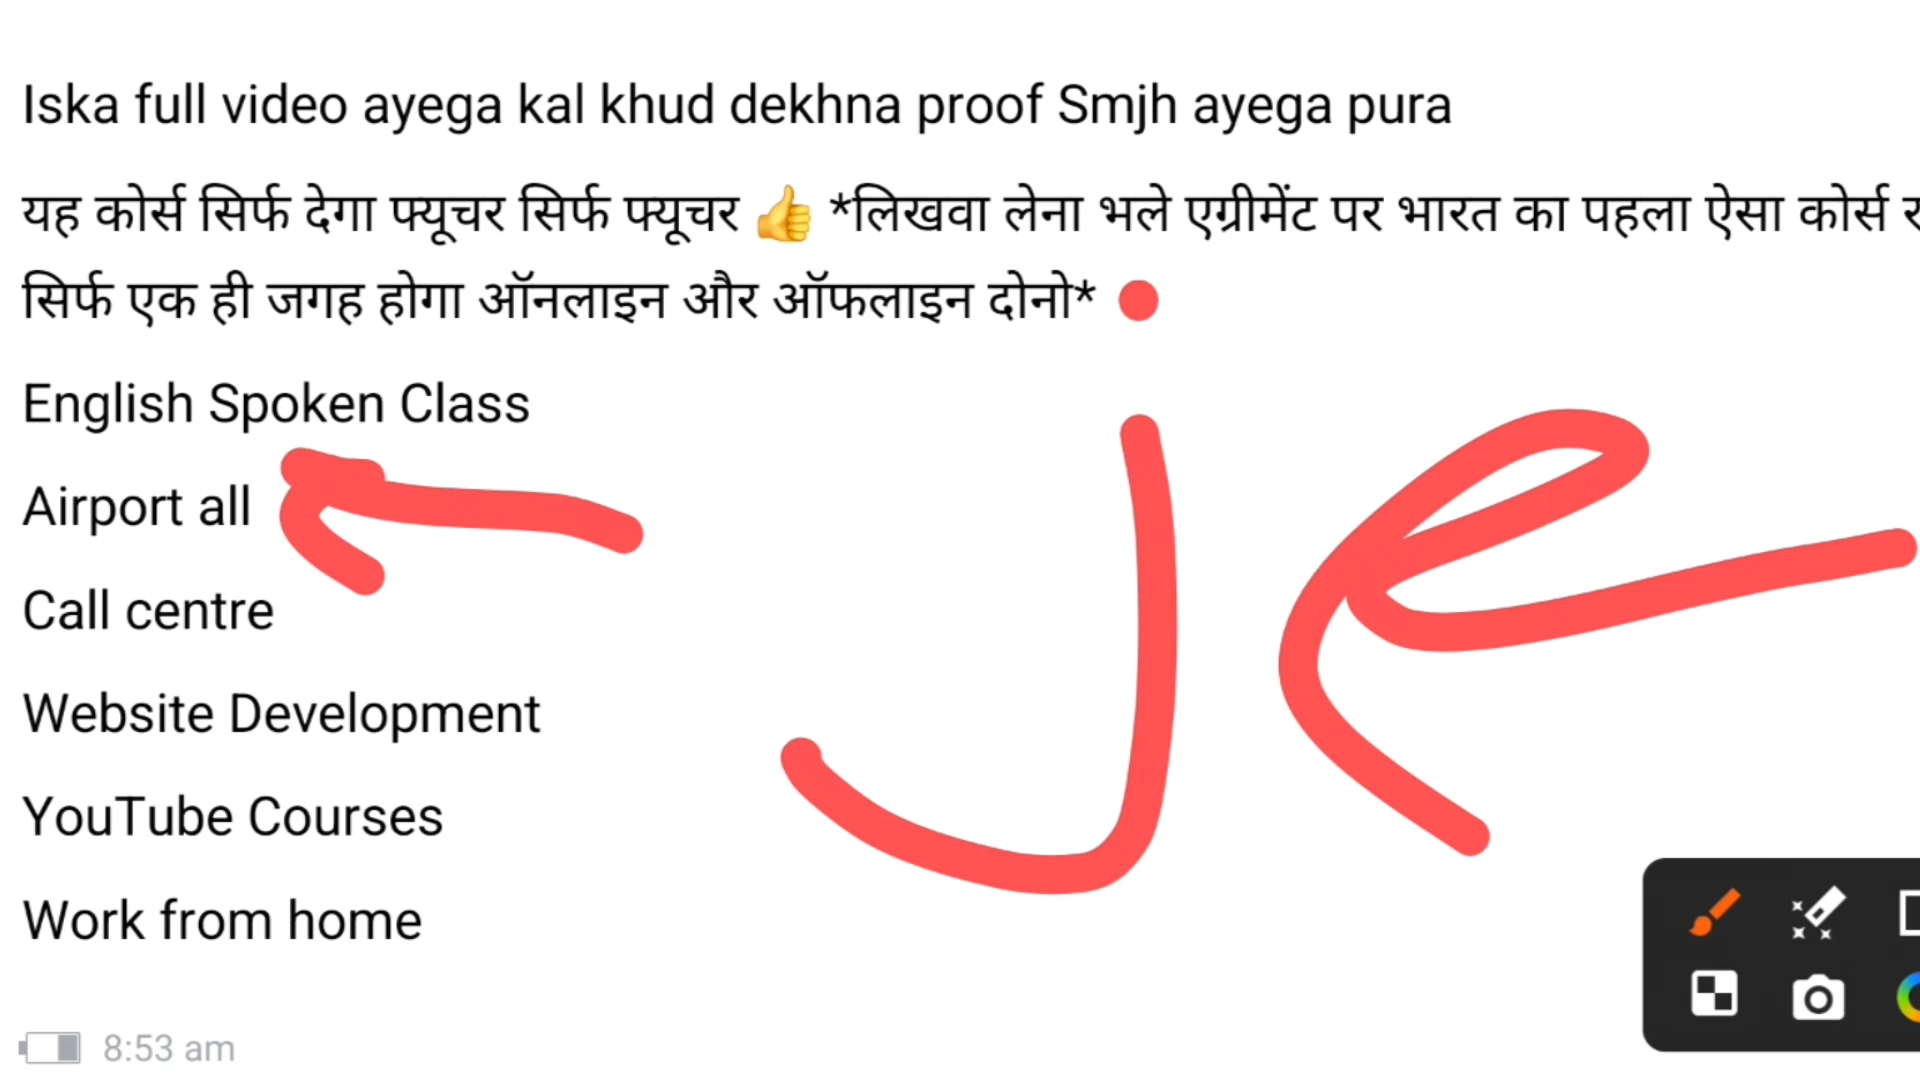 Iska full video ayega kal khud dekhna proof Smjh ayega pura
यह कोर्स सिर्फ देगा फ्यूचर सिर्फ फ्यूचर 👍 *लिखवा लेना भले एग्रीमेंट पर भारत का पहला ऐसा कोर्स
सिर्फ एक ही जगह होगा ऑनलाइन और ऑफलाइन दोनो*
English Spoken Class
Airport all
Call centre
Website Development
YouTube Courses
Work from home
8:53 am